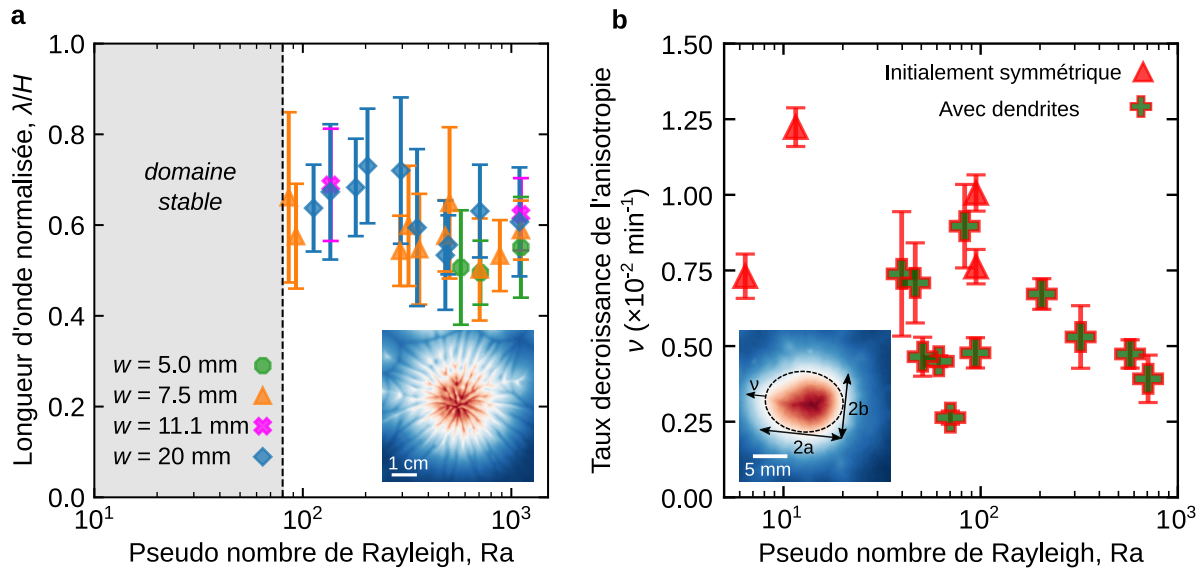 a
Longueur d'onde normalisée, λ/H
1.0
0.8
0.6
0.4
0.2
0.0
domaine
stable
w = 5.0 mm
w = 7.5 mm
w = 11.1 mm
w = 20 mm
1 cm
10¹
10²
10³
Pseudo nombre de Rayleigh, Ra
b
Taux decroissance de l'anisotropie
ν (×10⁻² min⁻¹)
1.50
1.25
1.00
0.75
0.50
0.25
0.00
Initialement symmétrique
Avec dendrites
ν
2b
2a
5 mm
10¹
10²
10³
Pseudo nombre de Rayleigh, Ra